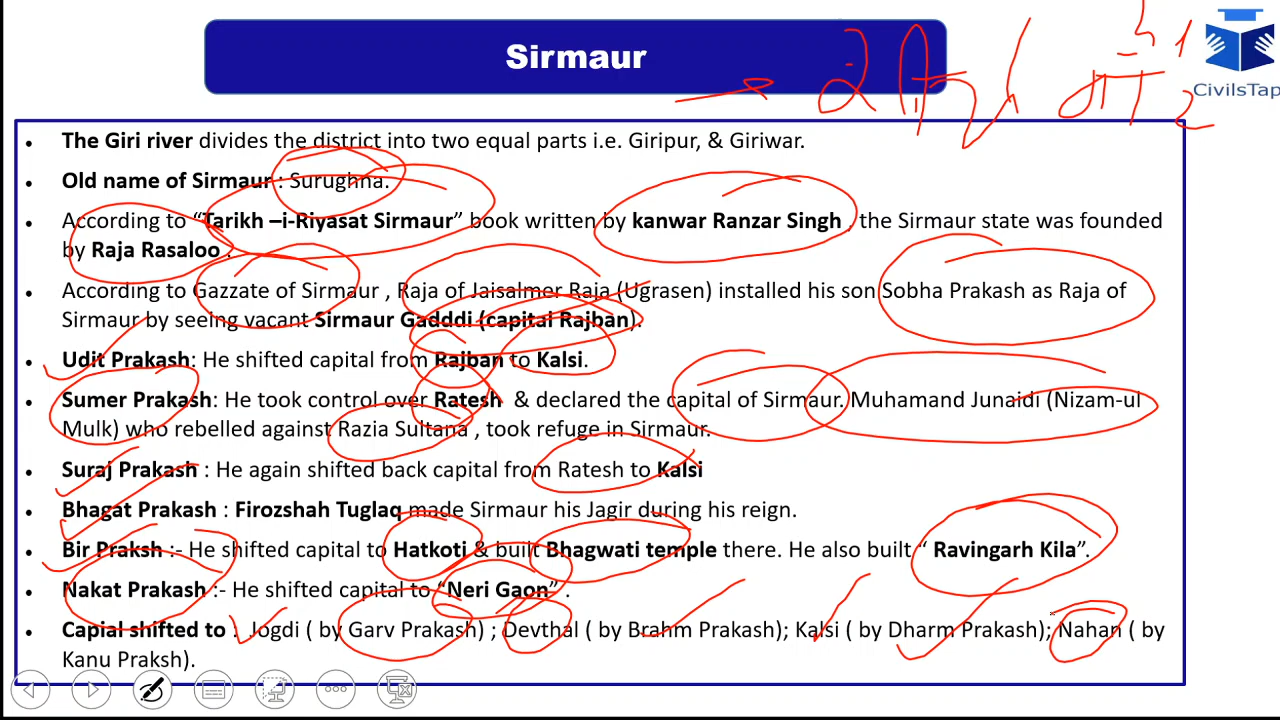 Sirmaur
CivilsTap
• The Giri river divides the district into two equal parts i.e. Giripur, & Giriwar.
• Old name of Sirmaur : Surughna.
• According to “Tarikh –i-Riyasat Sirmaur” book written by kanwar Ranzar Singh , the Sirmaur state was founded
by Raja Rasaloo .
• According to Gazzate of Sirmaur , Raja of Jaisalmer Raja (Ugrasen) installed his son Sobha Prakash as Raja of
Sirmaur by seeing vacant Sirmaur Gadddi (capital Rajban).
• Udit Prakash: He shifted capital from Rajban to Kalsi.
• Sumer Prakash: He took control over Ratesh & declared the capital of Sirmaur. Muhamand Junaidi (Nizam-ul
Mulk) who rebelled against Razia Sultana , took refuge in Sirmaur.
• Suraj Prakash : He again shifted back capital from Ratesh to Kalsi
• Bhagat Prakash : Firozshah Tuglaq made Sirmaur his Jagir during his reign.
• Bir Praksh :- He shifted capital to Hatkoti & built Bhagwati temple there. He also built “ Ravingarh Kila”.
• Nakat Prakash :- He shifted capital to “Neri Gaon” .
• Capial shifted to : Jogdi ( by Garv Prakash) ; Devthal ( by Brahm Prakash); Kalsi ( by Dharm Prakash); Nahan ( by
Kanu Praksh).